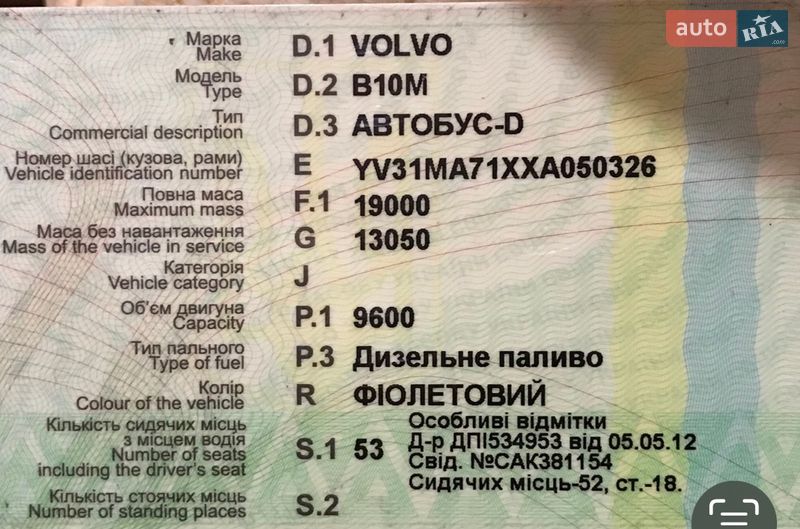 auto RIA .com
Марка D.1 VOLVO
Make
Модель D.2 B10M
Type
Тип D.3 АВТОБУС-D
Commercial description
Номер шасі (кузова, рами) E YV31MA71XXA050326
Vehicle identification number
Повна маса F.1 19000
Maximum mass
Маса без навантаження G 13050
Mass of the vehicle in service
Категорія J
Vehicle category
Об'єм двигуна P.1 9600
Capacity
Тип пального P.3 Дизельне паливо
Type of fuel
Колір R ФІОЛЕТОВИЙ
Colour of the vehicle
Кількість сидячих місць
з місцем водія S.1 53
Number of seats
including the driver's seat
Особливі відмітки
Д-р ДПІ534953 від 05.05.12
Свід. №САК381154
Сидячих місць-52, ст.-18.
Кількість стоячих місць S.2
Number of standing places